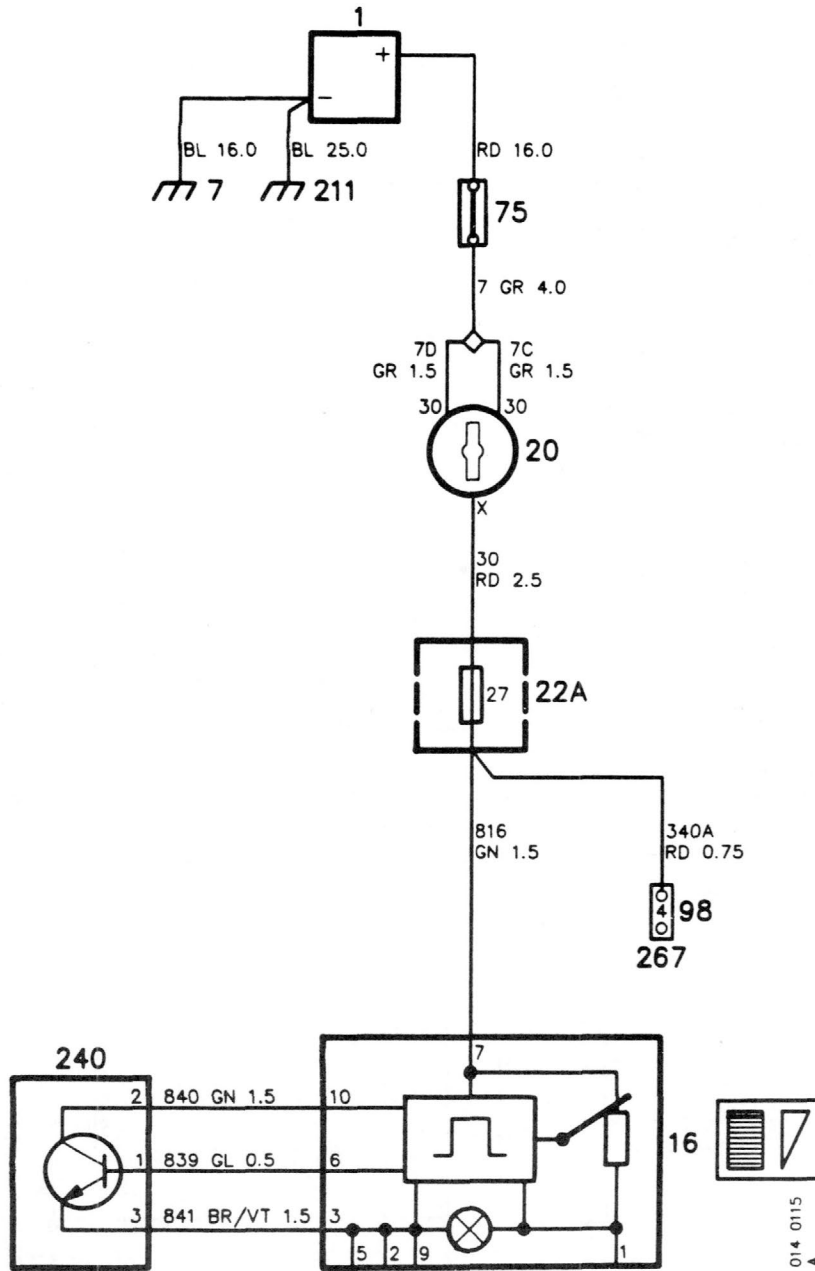 1
+
−
BL 16.0
BL 25.0
RD 16.0
7
211
75
7 GR 4.0
7D
GR 1.5
7C
GR 1.5
30
30
20
X
30
RD 2.5
27
22A
816
GN 1.5
340A
RD 0.75
4
98
267
240
7
2
840 GN 1.5
10
16
1
839 GL 0.5
6
3
841 BR/VT 1.5
3
5
2
9
1
014 0115
A